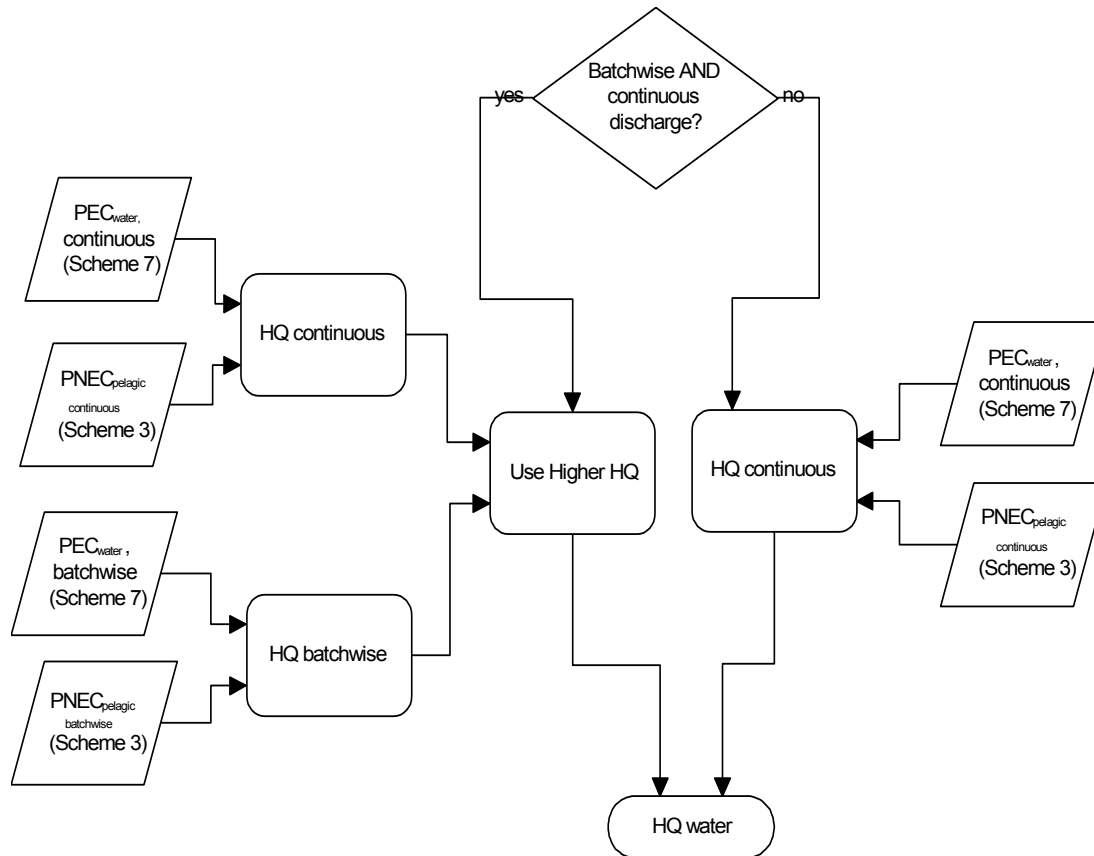 Batchwise AND
continuous
discharge?
yes
no
PECwater,
continuous
(Scheme 7)
HQ continuous
PNECpelagic
continuous
(Scheme 3)
Use Higher HQ
HQ continuous
PECwater ,
continuous
(Scheme 7)
PNECpelagic
continuous
(Scheme 3)
PECwater ,
batchwise
(Scheme 7)
HQ batchwise
PNECpelagic
batchwise
(Scheme 3)
HQ water